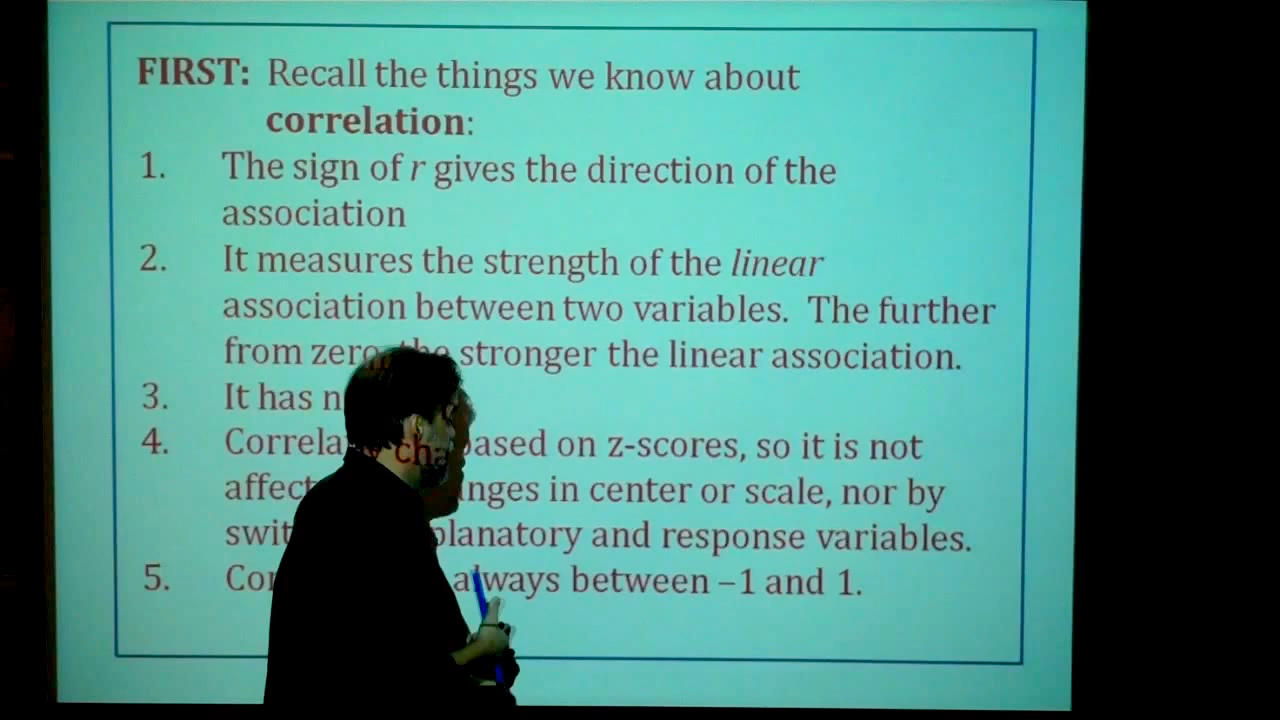 FIRST: Recall the things we know about
correlation:
1. The sign of r gives the direction of the
association
2. It measures the strength of the linear
association between two variables. The further
from zero, the stronger the linear association.
3. It has n
4. Correla based on z-scores, so it is not
affect anges in center or scale, nor by
swit planatory and response variables.
5. Cor always between –1 and 1.